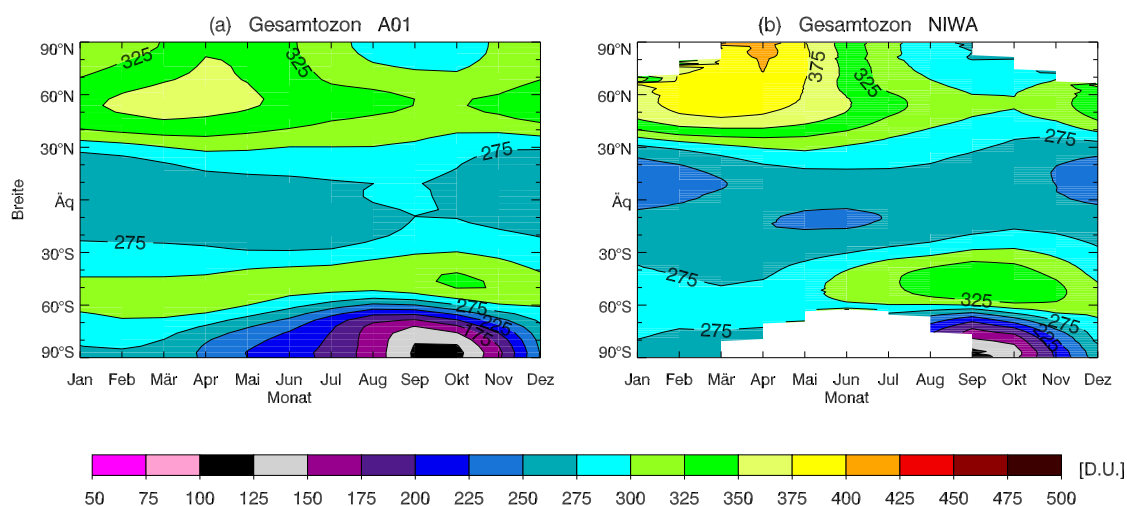 (a) Gesamtozon A01
(b) Gesamtozon NIWA
90°N
60°N
30°N
Äq
30°S
60°S
90°S
Breite
325
325
275
275
275
225
175
Jan Feb Mär Apr Mai Jun Jul Aug Sep Okt Nov Dez
Monat
90°N
60°N
30°N
Äq
30°S
60°S
90°S
375
325
275
275
325
275
275
Jan Feb Mär Apr Mai Jun Jul Aug Sep Okt Nov Dez
Monat
50 75 100 125 150 175 200 225 250 275 300 325 350 375 400 425 450 475 500
[D.U.]